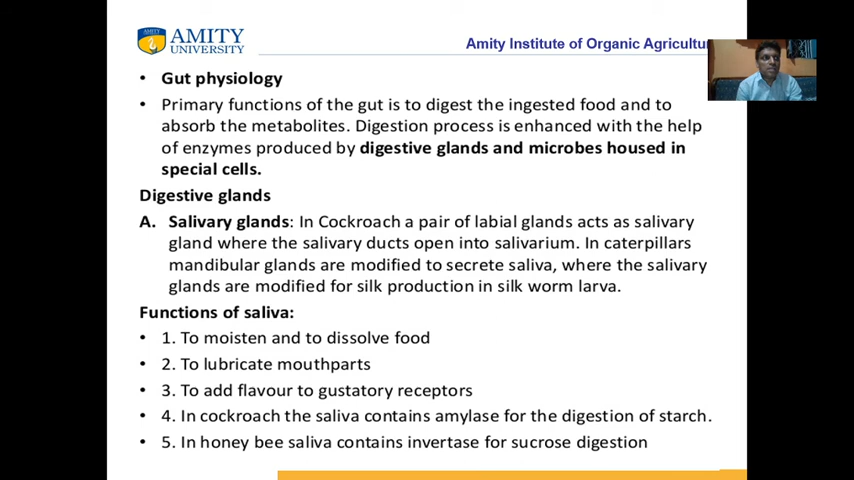 AMITY
UNIVERSITY
Amity Institute of Organic
• Gut physiology
• Primary functions of the gut is to digest the ingested food and to
absorb the metabolites. Digestion process is enhanced with the help
of enzymes produced by digestive glands and microbes housed in
special cells.
Digestive glands
A. Salivary glands: In Cockroach a pair of labial glands acts as salivary
gland where the salivary ducts open into salivarium. In caterpillars
mandibular glands are modified to secrete saliva, where the salivary
glands are modified for silk production in silk worm larva.
Functions of saliva:
• 1. To moisten and to dissolve food
• 2. To lubricate mouthparts
• 3. To add flavour to gustatory receptors
• 4. In cockroach the saliva contains amylase for the digestion of starch.
• 5. In honey bee saliva contains invertase for sucrose digestion